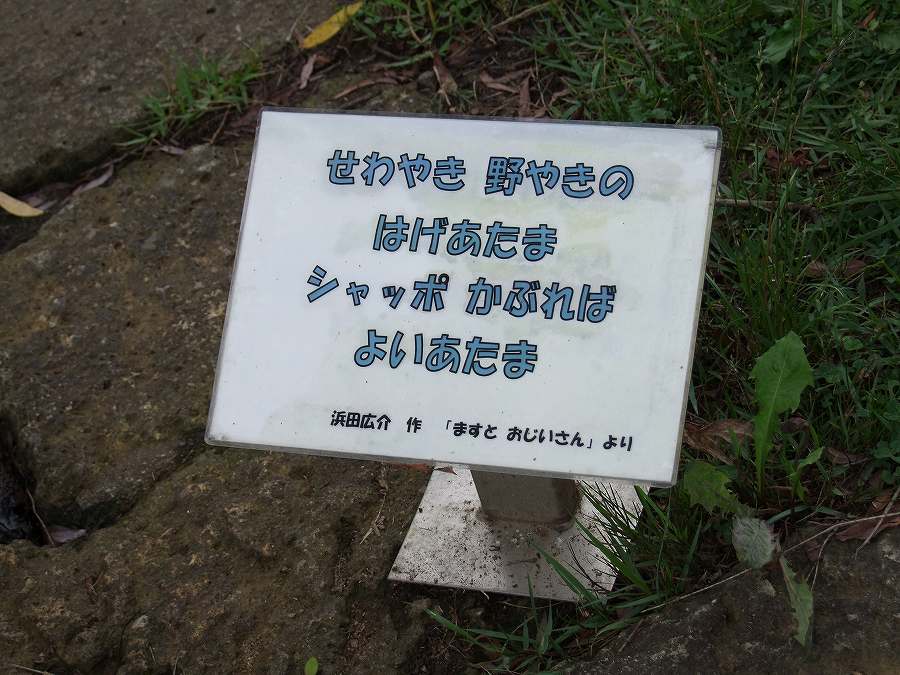 せわやき 野やきの
はげあたま
シャッポ かぶれば
よいあたま
浜田広介 作 「ますと おじいさん」より